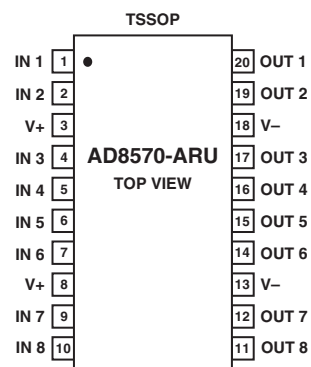 TSSOP
IN 1 1 20 OUT 1
IN 2 2 19 OUT 2
V+ 3 18 V–
IN 3 4 AD8570-ARU 17 OUT 3
IN 4 5 TOP VIEW 16 OUT 4
IN 5 6 15 OUT 5
IN 6 7 14 OUT 6
V+ 8 13 V–
IN 7 9 12 OUT 7
IN 8 10 11 OUT 8